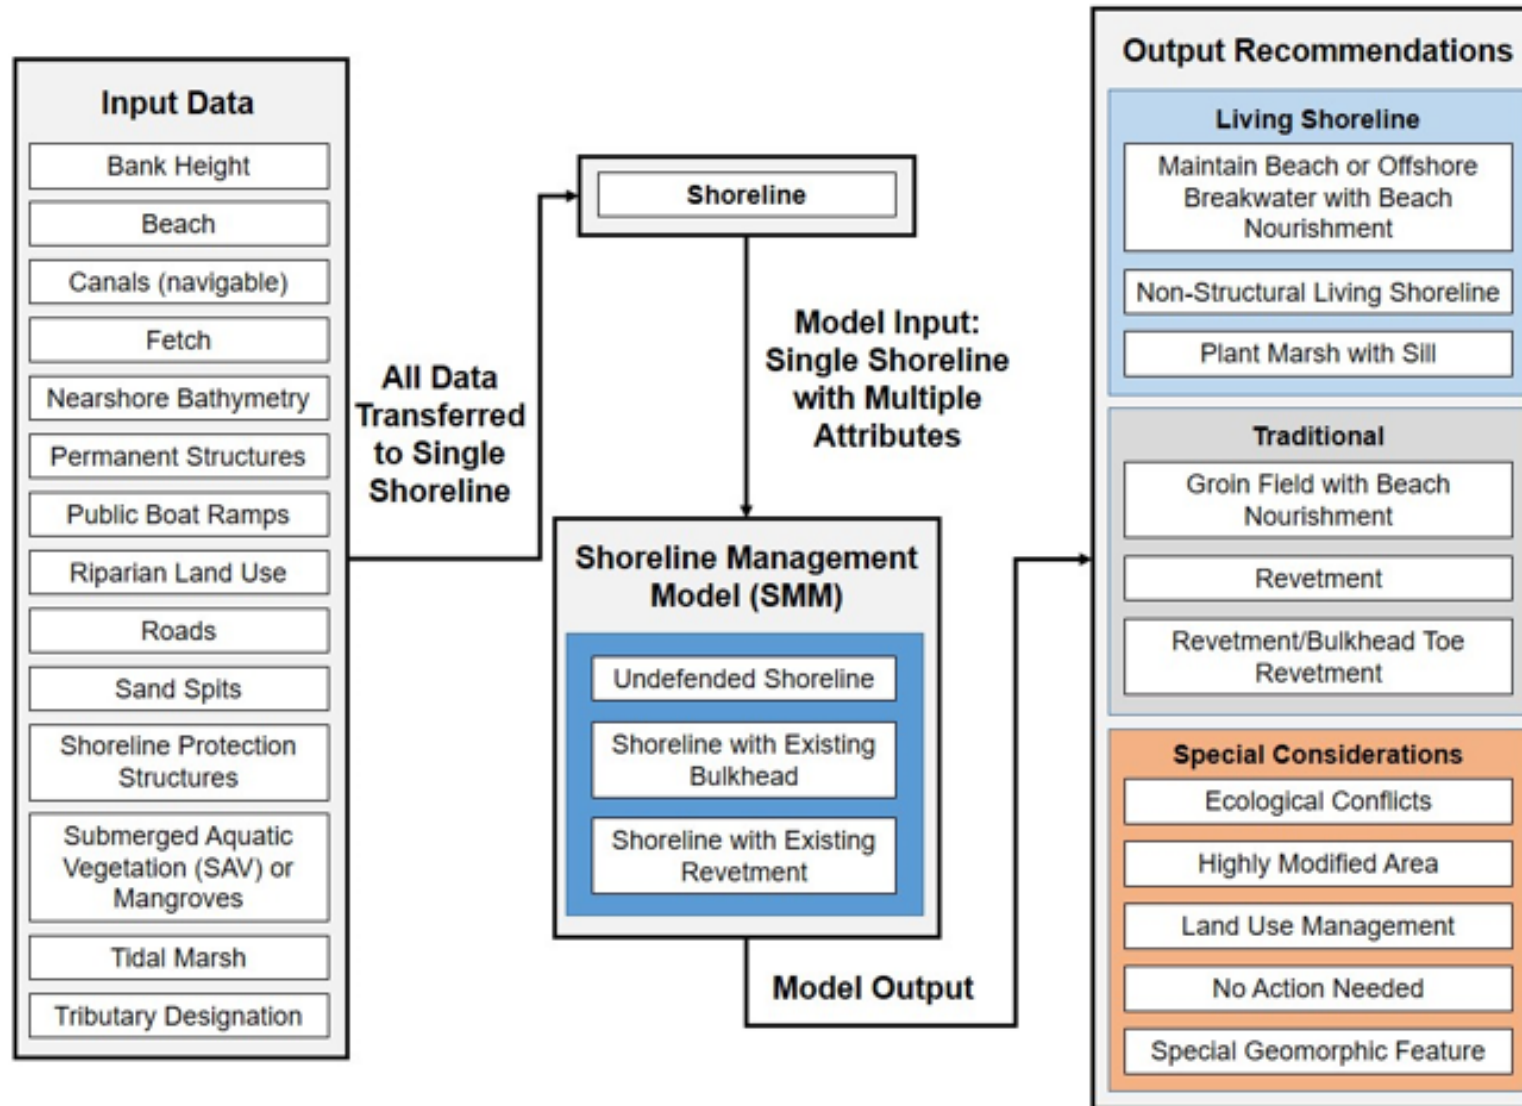 Input Data
Bank Height
Beach
Canals (navigable)
Fetch
Nearshore Bathymetry
Permanent Structures
Public Boat Ramps
Riparian Land Use
Roads
Sand Spits
Shoreline Protection
Structures
Submerged Aquatic
Vegetation (SAV) or
Mangroves
Tidal Marsh
Tributary Designation
All Data
Transferred
to Single
Shoreline
Shoreline
Model Input:
Single Shoreline
with Multiple
Attributes
Shoreline Management
Model (SMM)
Undefended Shoreline
Shoreline with Existing
Bulkhead
Shoreline with Existing
Revetment
Model Output
Output Recommendations
Living Shoreline
Maintain Beach or Offshore
Breakwater with Beach
Nourishment
Non-Structural Living Shoreline
Plant Marsh with Sill
Traditional
Groin Field with Beach
Nourishment
Revetment
Revetment/Bulkhead Toe
Revetment
Special Considerations
Ecological Conflicts
Highly Modified Area
Land Use Management
No Action Needed
Special Geomorphic Feature